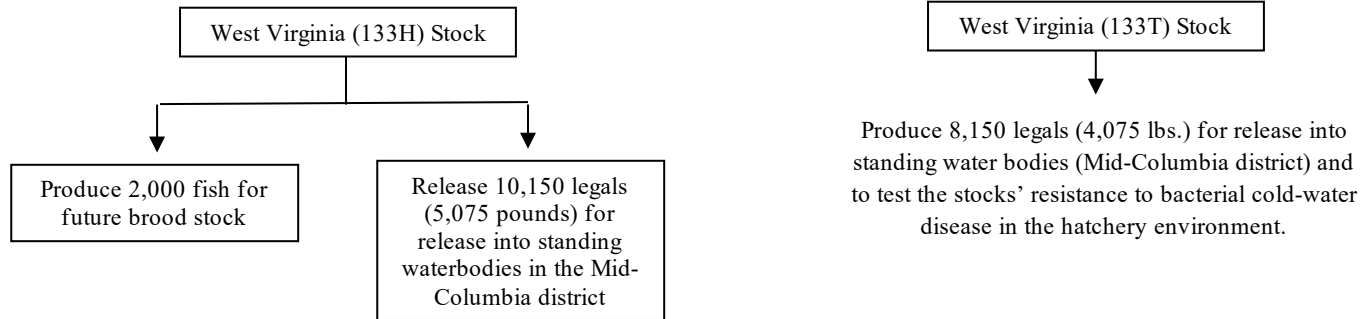 West Virginia (133H) Stock
Produce 2,000 fish for
future brood stock
Release 10,150 legals
(5,075 pounds) for
release into standing
waterbodies in the Mid-
Columbia district
West Virginia (133T) Stock
Produce 8,150 legals (4,075 lbs.) for release into
standing water bodies (Mid-Columbia district) and
to test the stocks’ resistance to bacterial cold-water
disease in the hatchery environment.